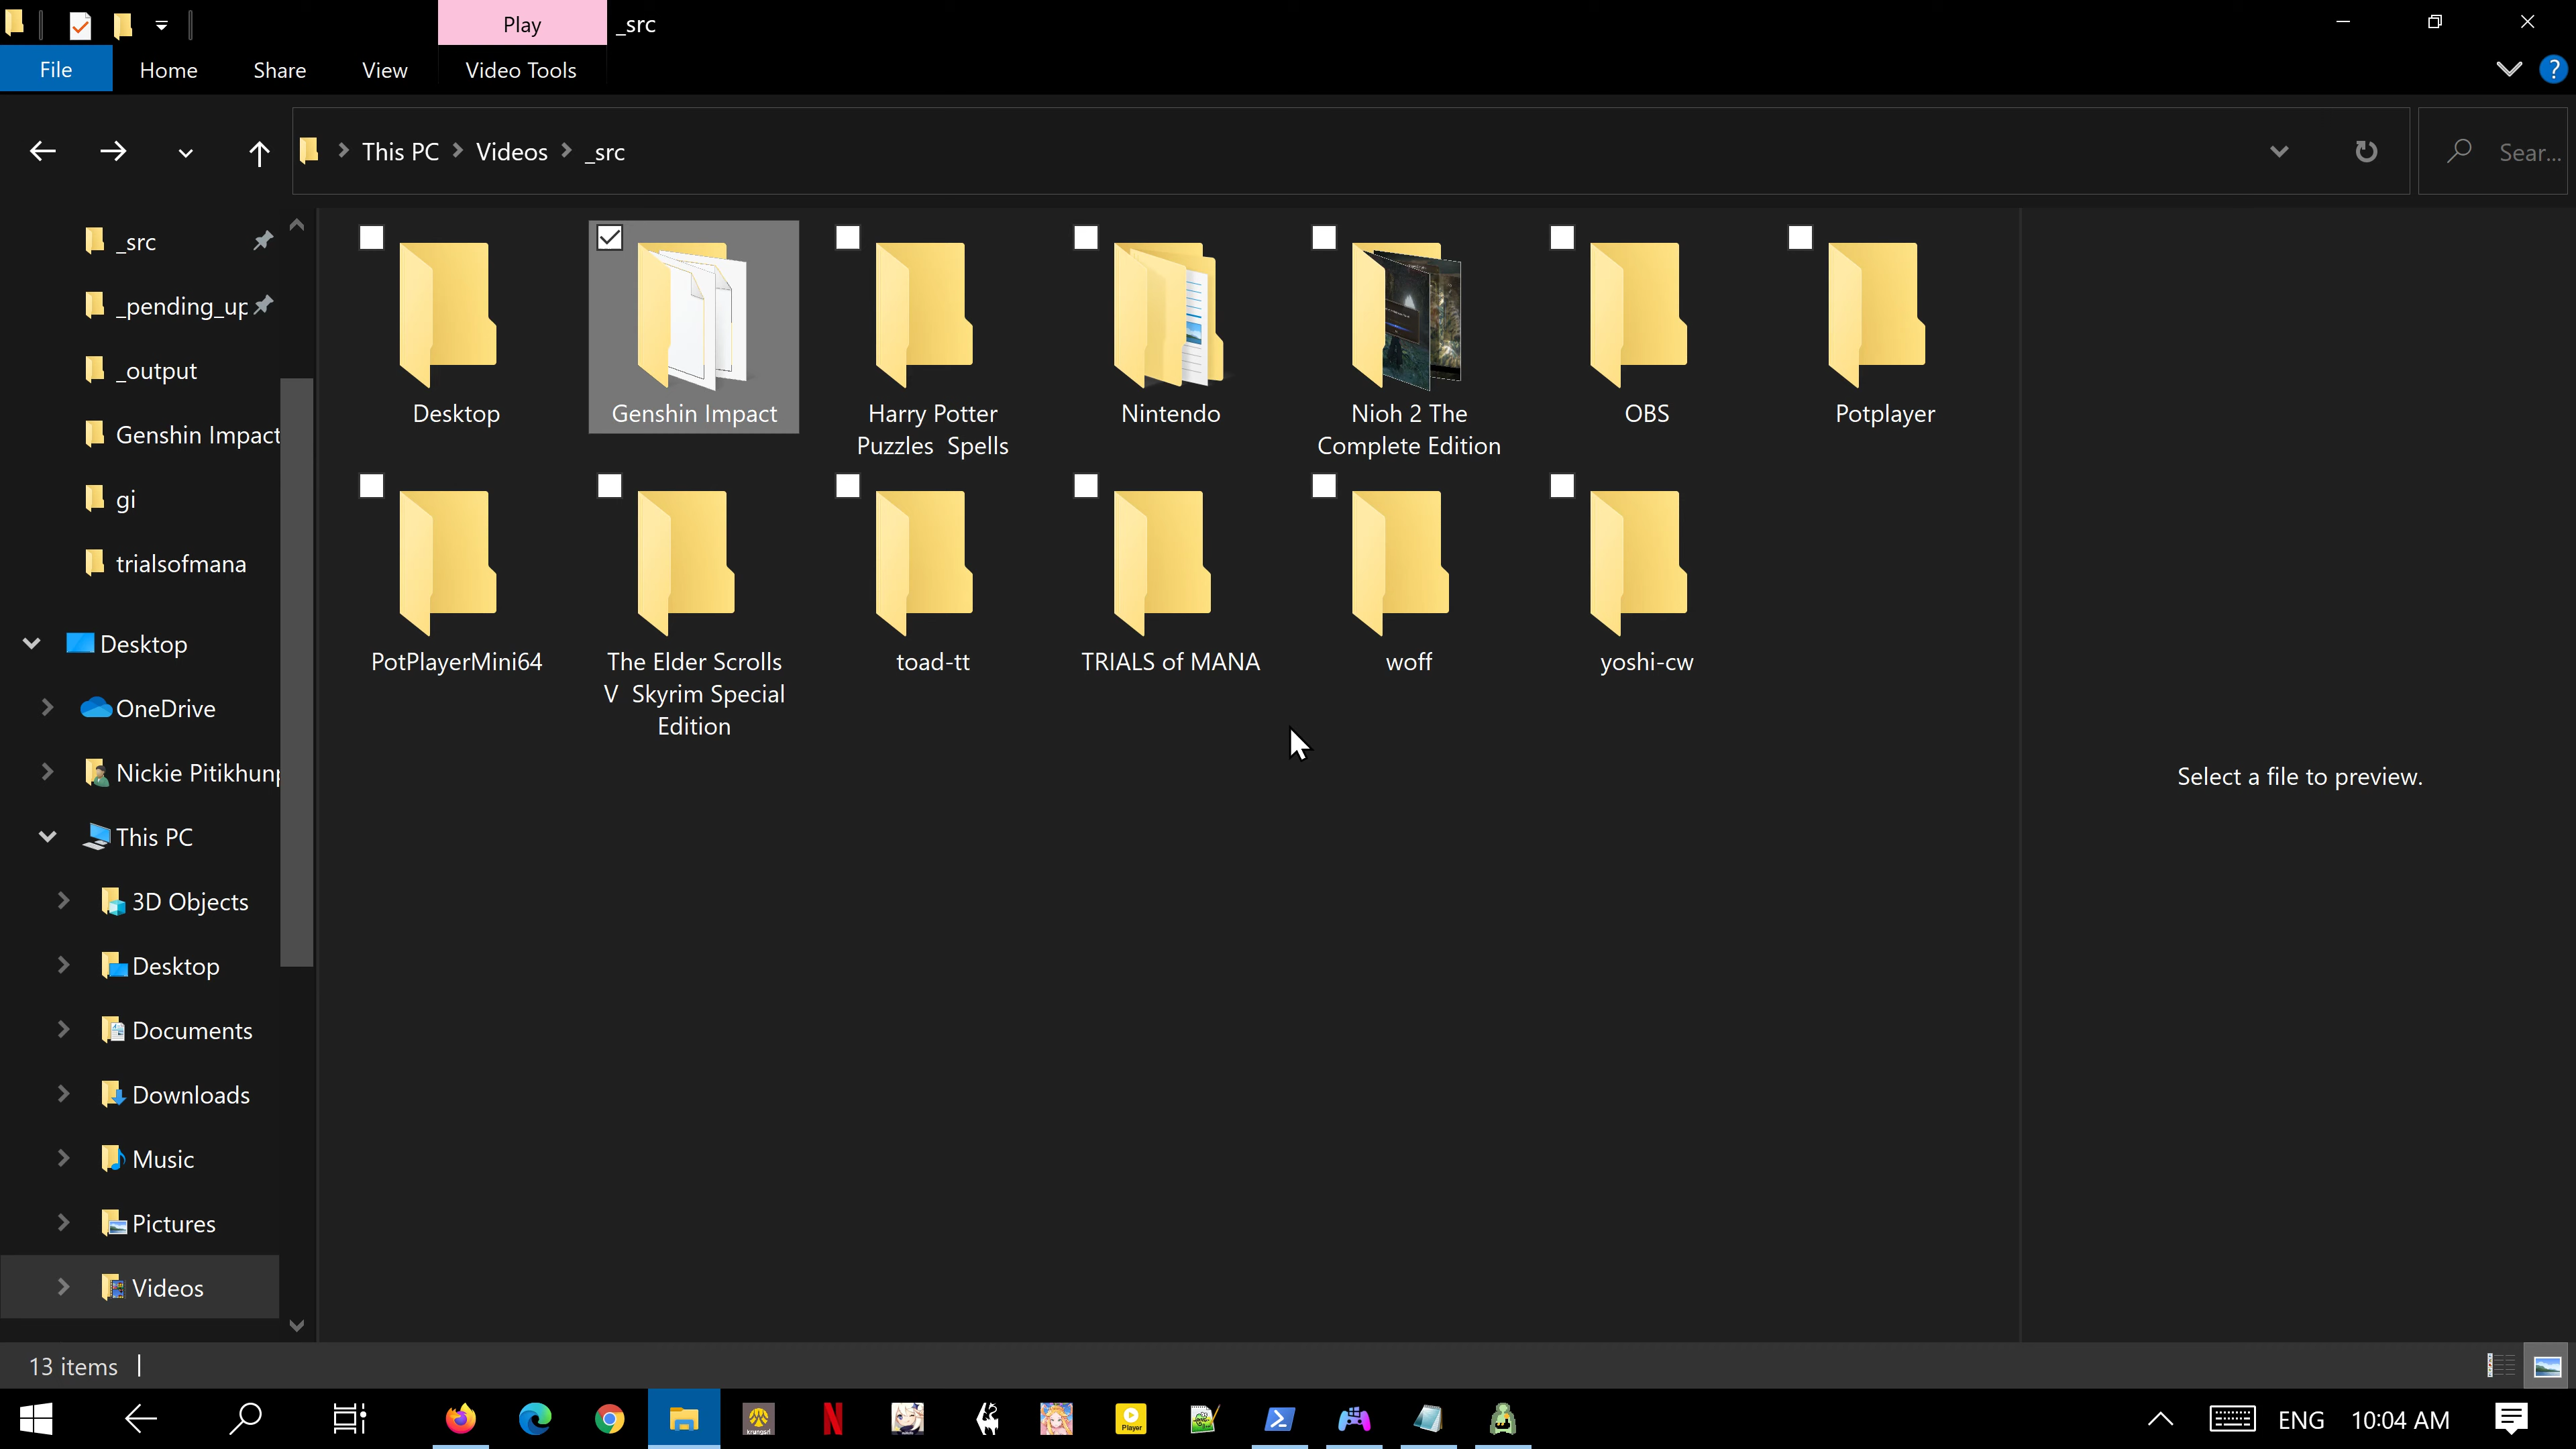 Play
_src
File
Home
Share
View
Video Tools
?
This PC
Videos
_src
Sear...
_src
_pending_up
_output
Genshin Impact
gi
trialsofmana
Desktop
OneDrive
Nickie Pitikhunp
This PC
3D Objects
Desktop
Documents
Downloads
Music
Pictures
Videos
Desktop
Genshin Impact
Harry Potter
Puzzles  Spells
Nintendo
Nioh 2 The
Complete Edition
OBS
Potplayer
PotPlayerMini64
The Elder Scrolls
V  Skyrim Special
Edition
toad-tt
TRIALS of MANA
woff
yoshi-cw
Select a file to preview.
13 items
krungsri
N
Player
ENG
10:04 AM